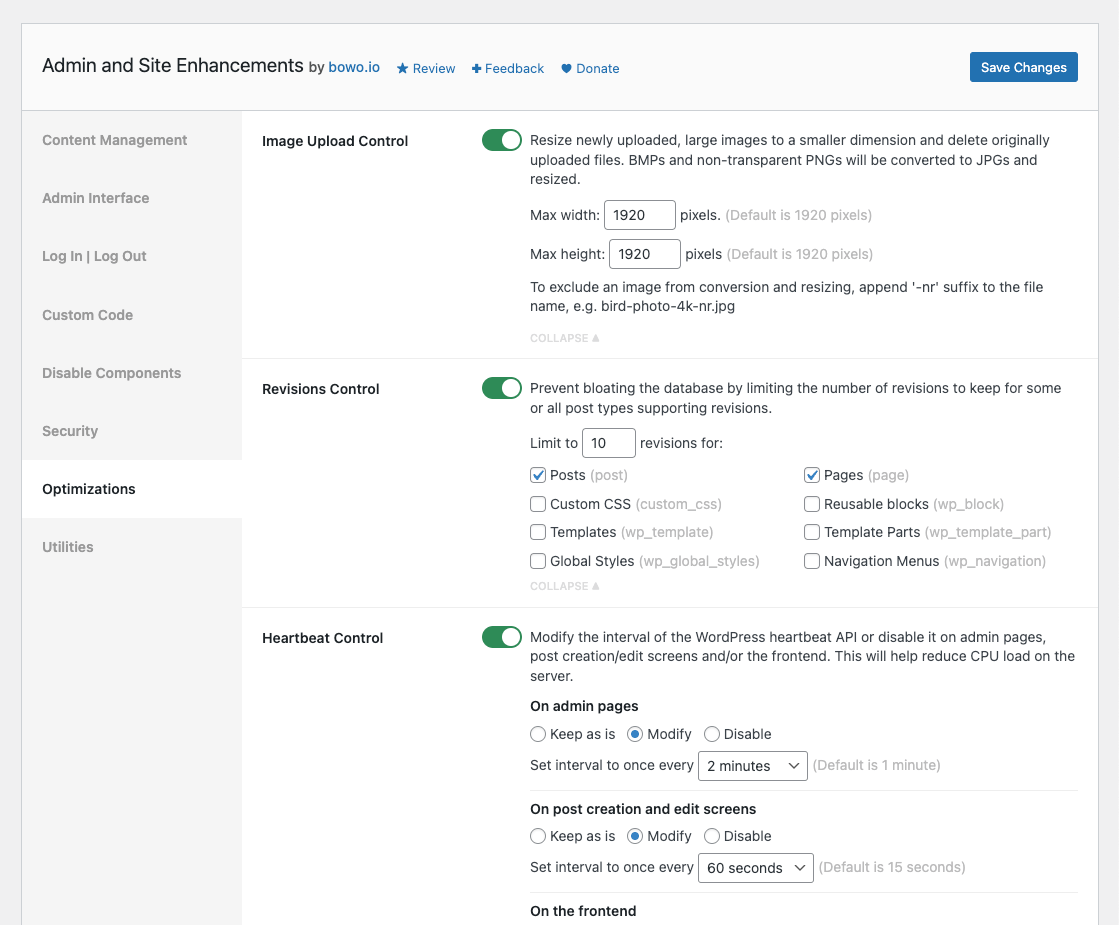 Admin and Site Enhancements by bowo.io Review Feedback Donate
Save Changes
Content Management
Admin Interface
Log In | Log Out
Custom Code
Disable Components
Security
Optimizations
Utilities
Image Upload Control
Resize newly uploaded, large images to a smaller dimension and delete originally
uploaded files. BMPs and non-transparent PNGs will be converted to JPGs and
resized.
Max width: 1920 pixels. (Default is 1920 pixels)
Max height: 1920 pixels (Default is 1920 pixels)
To exclude an image from conversion and resizing, append '-nr' suffix to the file
name, e.g. bird-photo-4k-nr.jpg
COLLAPSE ▲
Revisions Control
Prevent bloating the database by limiting the number of revisions to keep for some
or all post types supporting revisions.
Limit to 10 revisions for:
Posts (post)
Pages (page)
Custom CSS (custom_css)
Reusable blocks (wp_block)
Templates (wp_template)
Template Parts (wp_template_part)
Global Styles (wp_global_styles)
Navigation Menus (wp_navigation)
COLLAPSE ▲
Heartbeat Control
Modify the interval of the WordPress heartbeat API or disable it on admin pages,
post creation/edit screens and/or the frontend. This will help reduce CPU load on the
server.
On admin pages
Keep as is Modify Disable
Set interval to once every 2 minutes (Default is 1 minute)
On post creation and edit screens
Keep as is Modify Disable
Set interval to once every 60 seconds (Default is 15 seconds)
On the frontend